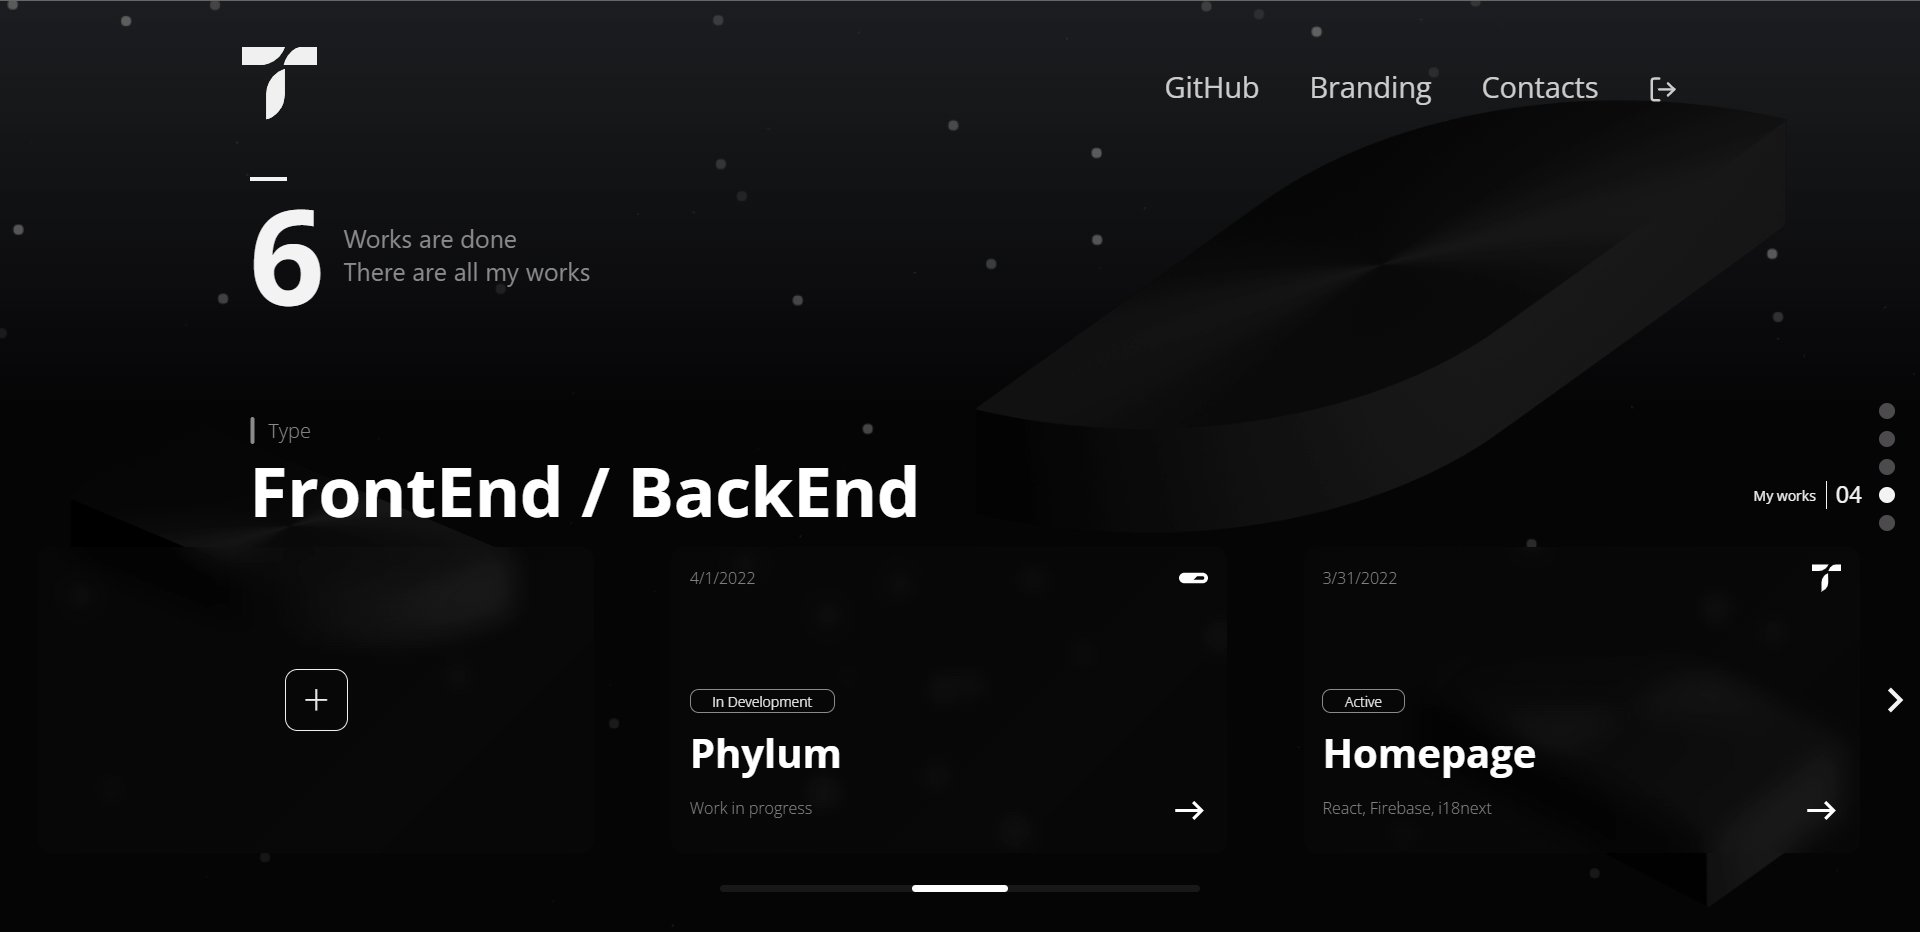 GitHub Branding Contacts
6
Works are done
There are all my works
Type
FrontEnd / BackEnd
My works 04
4/1/2022
In Development
Phylum
Work in progress
3/31/2022
Active
Homepage
React, Firebase, i18next